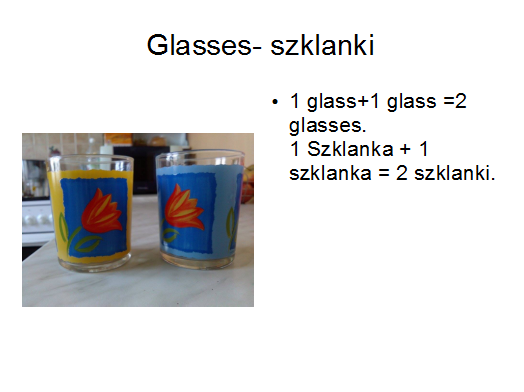 Glasses- szklanki
• 1 glass+1 glass =2
glasses.
1 Szklanka + 1
szklanka = 2 szklanki.